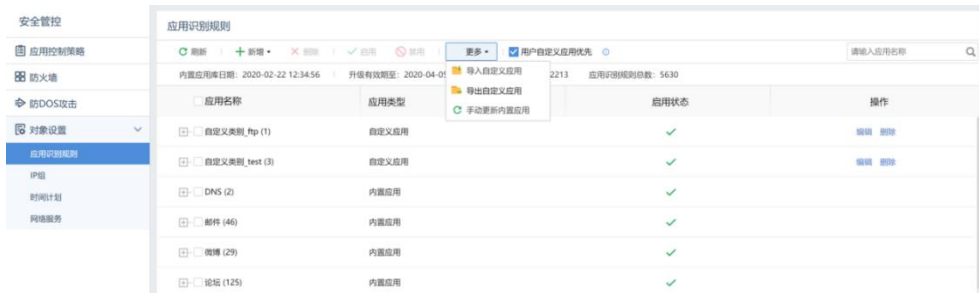 安全管控
应用控制策略
防火墙
防DOS攻击
对象设置
应用识别规则
IP组
时间计划
网络服务
应用识别规则
刷新 新增 删除 启用 禁用 更多 用户自定义应用优先 请输入应用名称
内置应用库日期: 2020-02-22 12:34:56 升级有效期至: 2020-04-05 2213 应用识别规则总数: 5630
导入自定义应用
导出自定义应用
手动更新内置应用
应用名称 应用类型 启用状态 操作
自定义类别_ftp (1) 自定义应用 编辑 删除
自定义类别_test (3) 自定义应用 编辑 删除
DNS (2) 内置应用
邮件 (46) 内置应用
微博 (29) 内置应用
论坛 (125) 内置应用